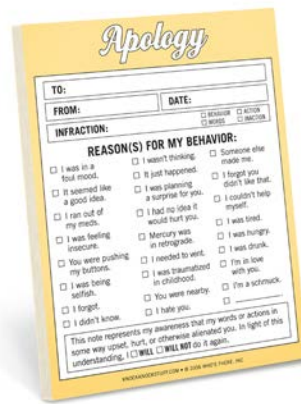 Apology
TO:
FROM:
DATE:
INFRACTION:
☐ BEHAVIOR ☐ ACTION
☐ WORDS ☐ INACTION
REASON(S) FOR MY BEHAVIOR:
☐ I was in a
foul mood.
☐ It seemed like
a good idea.
☐ I ran out of
my meds.
☐ I was feeling
insecure.
☐ You were pushing
my buttons.
☐ I was being
selfish.
☐ I forgot.
☐ I didn't know.
☐ I wasn't thinking.
☐ It just happened.
☐ I was planning
a surprise for you.
☐ I had no idea it
would hurt you.
☐ Mercury was
in retrograde.
☐ I needed to vent.
☐ I was traumatized
in childhood.
☐ You were nearby.
☐ I hate you.
☐ Someone else
made me.
☐ I forgot you
didn't like that.
☐ I couldn't help
myself.
☐ I was tired.
☐ I was hungry.
☐ I was drunk.
☐ I'm in love
with you.
☐ I'm a schmuck.
☐
This note represents my awareness that my words or actions in
some way upset, hurt, or otherwise alienated you. In light of this
understanding, I ☐ WILL ☐ WILL NOT do it again.
KNOCKKNOCKSTUFF.COM • © 2006 WHO'S THERE, INC.